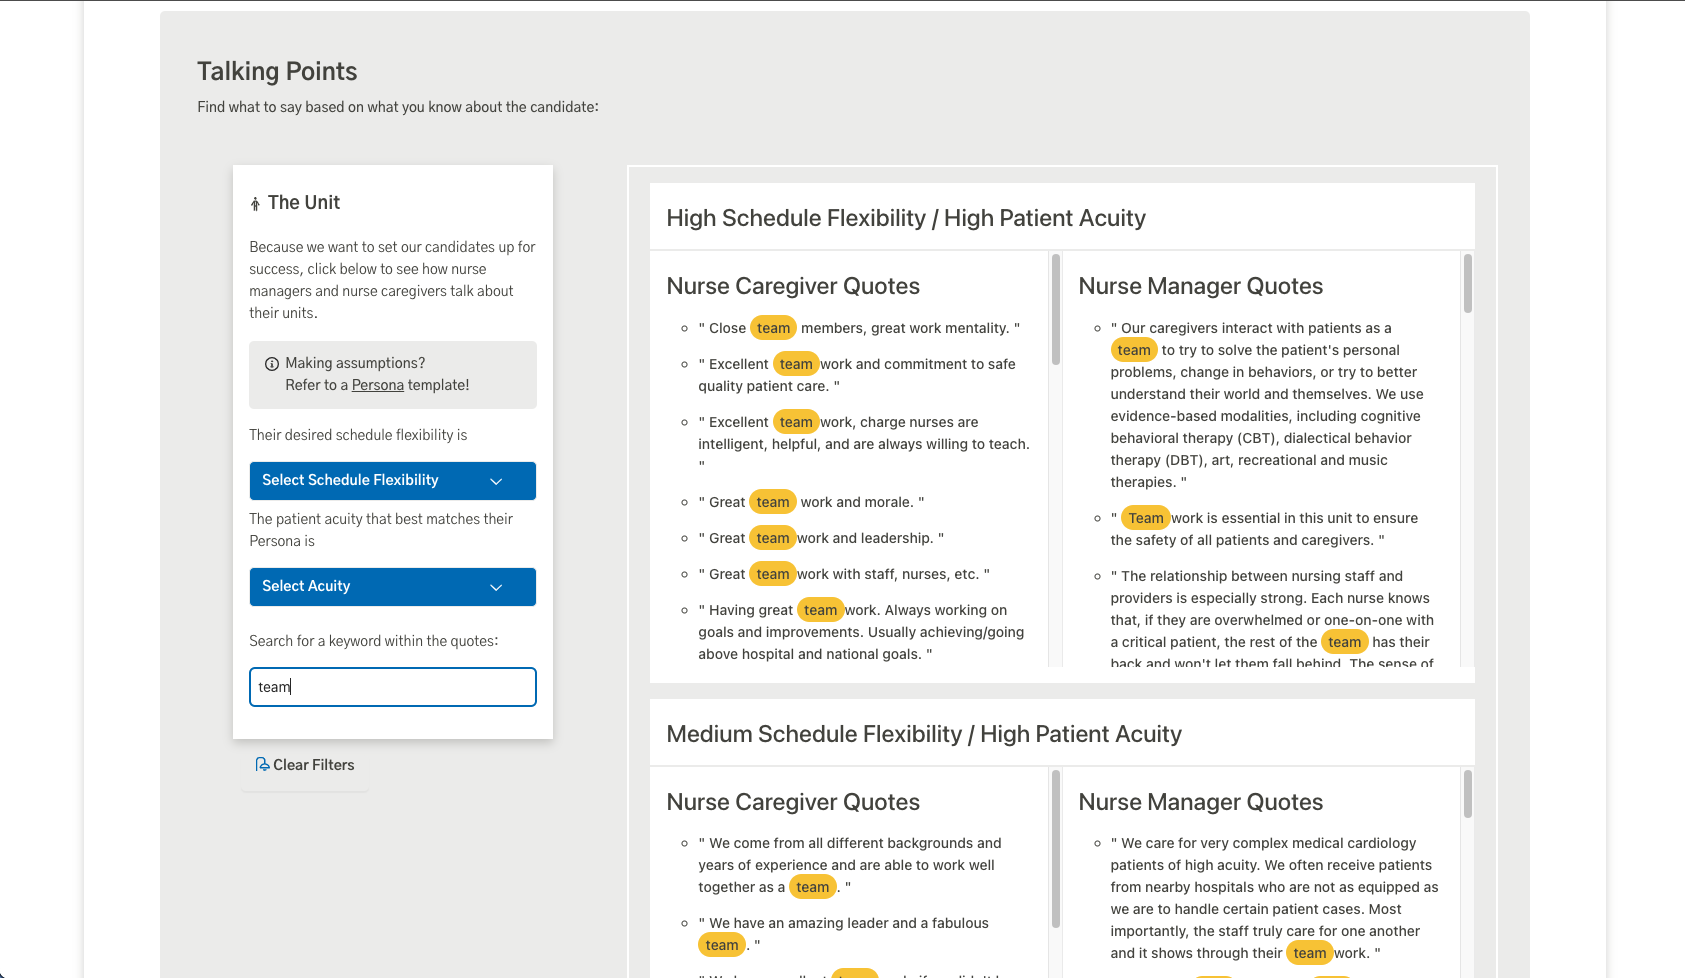 Talking Points
Find what to say based on what you know about the candidate:
The Unit
Because we want to set our candidates up for
success, click below to see how nurse
managers and nurse caregivers talk about
their units.
Making assumptions?
Refer to a Persona template!
Their desired schedule flexibility is
Select Schedule Flexibility
The patient acuity that best matches their
Persona is
Select Acuity
Search for a keyword within the quotes:
team
Clear Filters
High Schedule Flexibility / High Patient Acuity
Nurse Caregiver Quotes
" Close team members, great work mentality. "
" Excellent teamwork and commitment to safe
quality patient care. "
" Excellent teamwork, charge nurses are
intelligent, helpful, and are always willing to teach.
"
" Great team work and morale. "
" Great teamwork and leadership. "
" Great teamwork with staff, nurses, etc. "
" Having great teamwork. Always working on
goals and improvements. Usually achieving/going
above hospital and national goals. "
Nurse Manager Quotes
" Our caregivers interact with patients as a
team to try to solve the patient's personal
problems, change in behaviors, or try to better
understand their world and themselves. We use
evidence-based modalities, including cognitive
behavioral therapy (CBT), dialectical behavior
therapy (DBT), art, recreational and music
therapies. "
" Teamwork is essential in this unit to ensure
the safety of all patients and caregivers. "
" The relationship between nursing staff and
providers is especially strong. Each nurse knows
that, if they are overwhelmed or one-on-one with
a critical patient, the rest of the team has their
back and won't let them fall behind. The sense of
Medium Schedule Flexibility / High Patient Acuity
Nurse Caregiver Quotes
" We come from all different backgrounds and
years of experience and are able to work well
together as a team. "
" We have an amazing leader and a fabulous
team. "
Nurse Manager Quotes
" We care for very complex medical cardiology
patients of high acuity. We often receive patients
from nearby hospitals who are not as equipped as
we are to handle certain patient cases. Most
importantly, the staff truly care for one another
and it shows through their teamwork. "